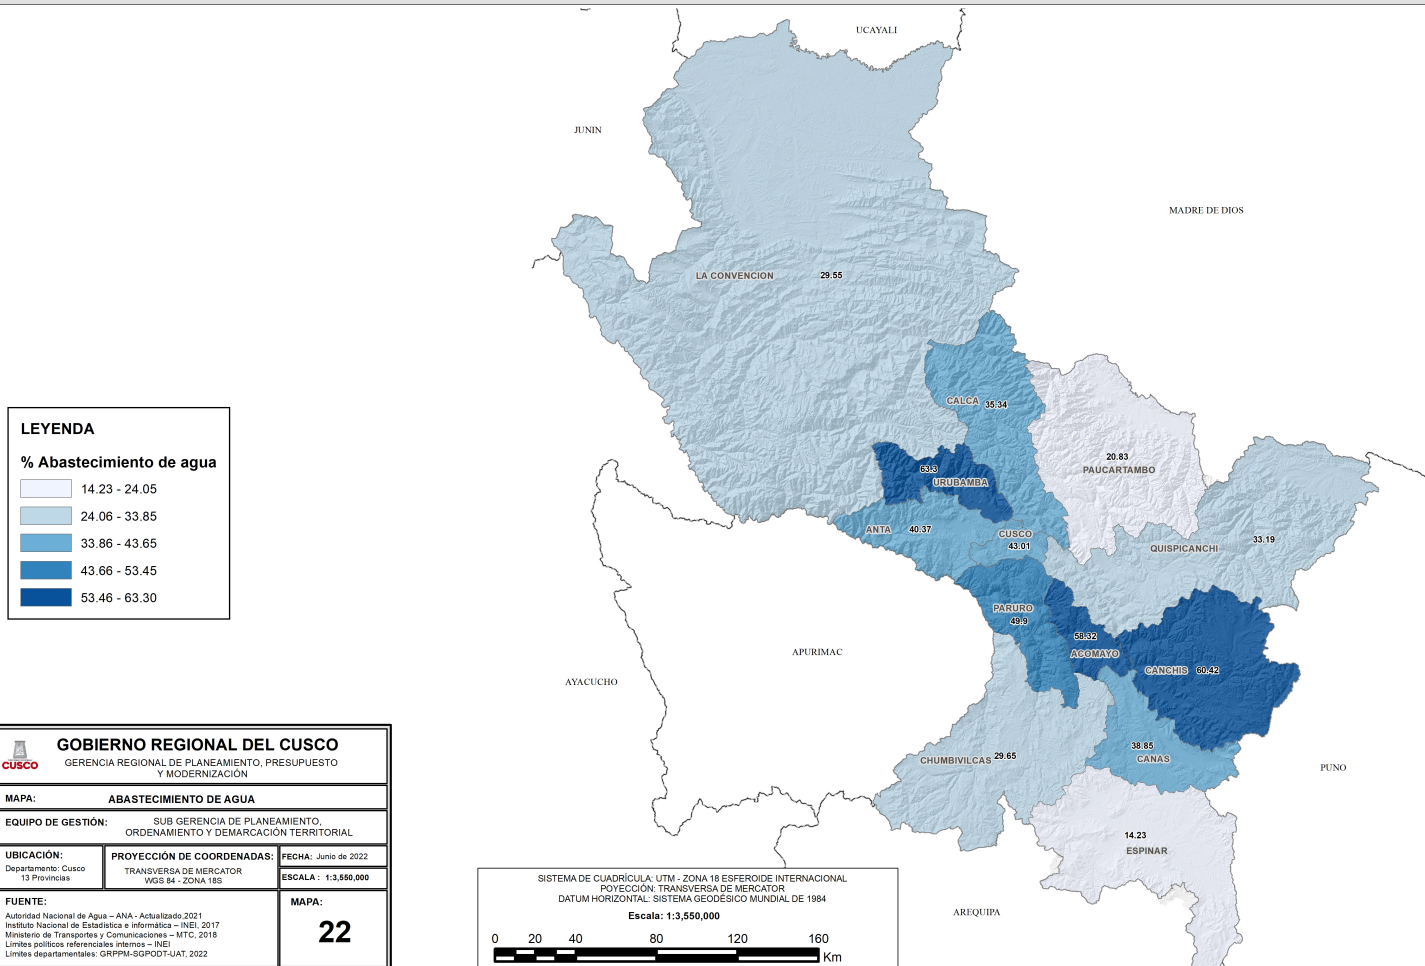 UCAYALI
JUNIN
MADRE DE DIOS
LA CONVENCION 29.55
CALCA 35.34
20.83
PAUCARTAMBO
63.3
URUBAMBA
ANTA 40.37
CUSCO
43.01
QUISPICANCHI 33.19
PARURO
49.9
58.32
ACOMAYO
CANCHIS 60.42
APURIMAC
AYACUCHO
CHUMBIVILCAS 29.65
38.85
CANAS
PUNO
14.23
ESPINAR
AREQUIPA
LEYENDA
% Abastecimiento de agua
14.23 - 24.05
24.06 - 33.85
33.86 - 43.65
43.66 - 53.45
53.46 - 63.30
CUSCO
GOBIERNO REGIONAL DEL CUSCO
GERENCIA REGIONAL DE PLANEAMIENTO, PRESUPUESTO
Y MODERNIZACIÓN
MAPA: ABASTECIMIENTO DE AGUA
EQUIPO DE GESTIÓN: SUB GERENCIA DE PLANEAMIENTO,
ORDENAMIENTO Y DEMARCACIÓN TERRITORIAL
UBICACIÓN:
Departamento: Cusco
13 Provincias
PROYECCIÓN DE COORDENADAS:
TRANSVERSA DE MERCATOR
WGS 84 - ZONA 18S
FECHA: Junio de 2022
ESCALA : 1:3,550,000
FUENTE:
Autoridad Nacional de Agua – ANA - Actualizado,2021
Instituto Nacional de Estadística e informática – INEI, 2017
Ministerio de Transportes y Comunicaciones – MTC, 2018
Límites políticos referenciales internos – INEI
Límites departamentales: GRPPM-SGPODT-UAT, 2022
MAPA:
22
SISTEMA DE CUADRÍCULA: UTM - ZONA 18 ESFEROIDE INTERNACIONAL
POYECCIÓN: TRANSVERSA DE MERCATOR
DATUM HORIZONTAL: SISTEMA GEODÉSICO MUNDIAL DE 1984
Escala: 1:3,550,000
0 20 40 80 120 160
Km